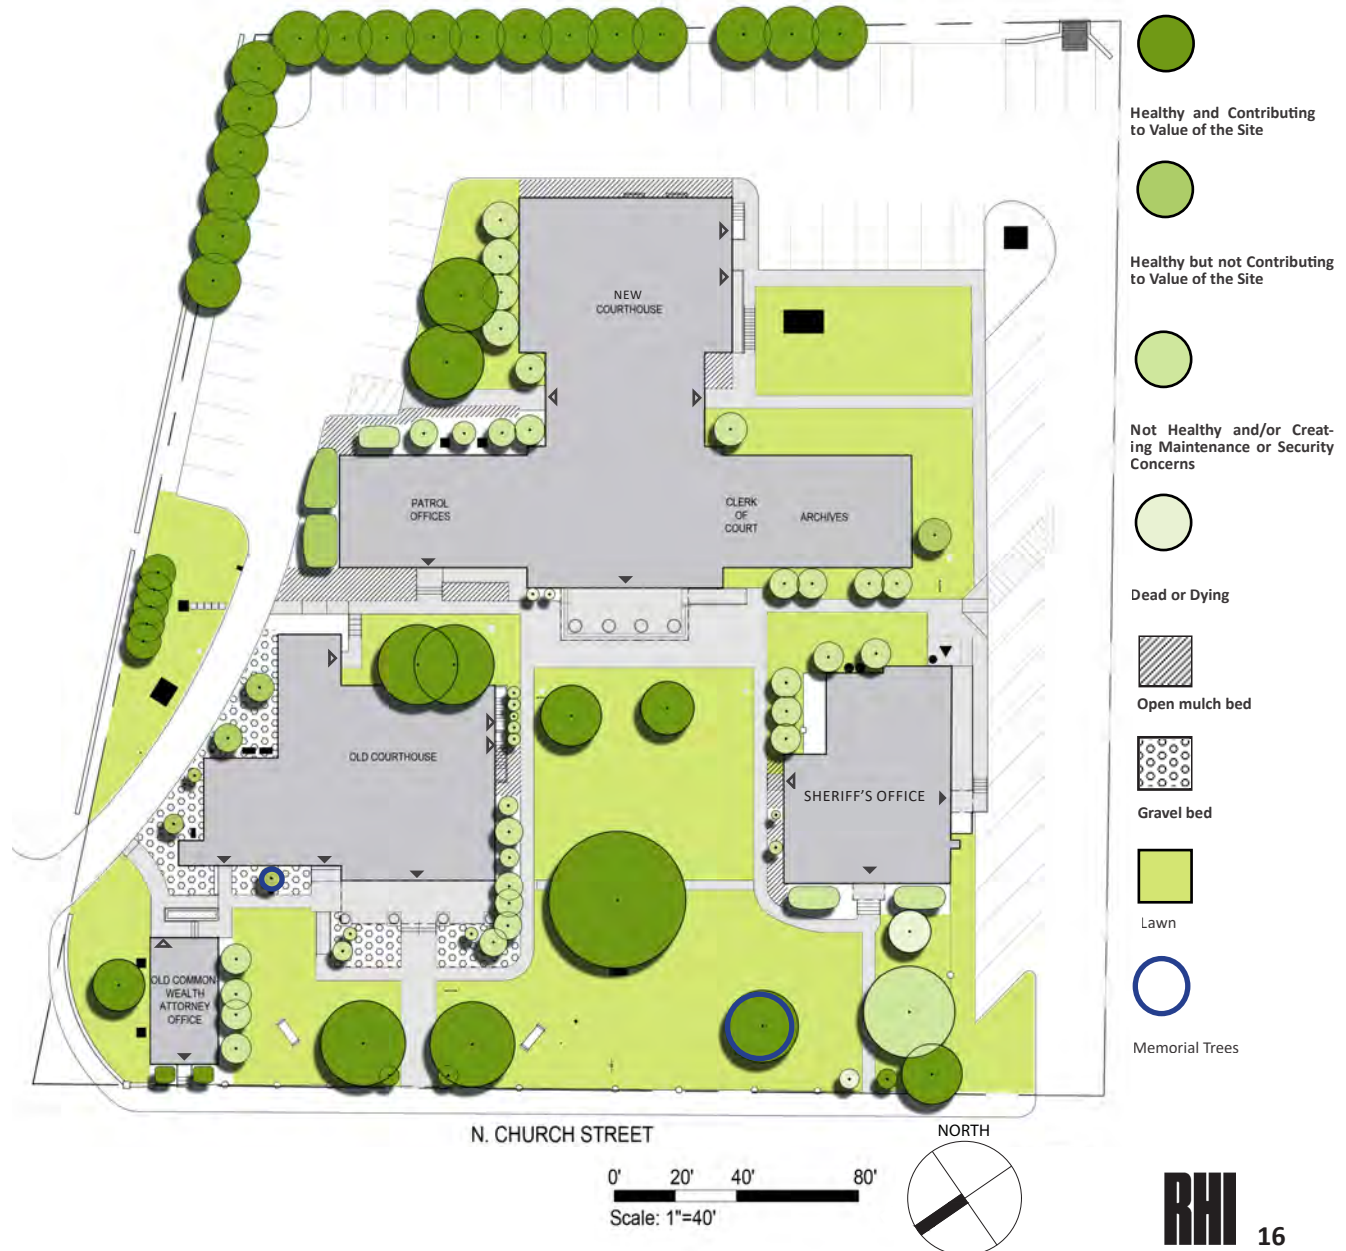 Healthy and Contributing
to Value of the Site
Healthy but not Contributing
to Value of the Site
Not Healthy and/or Creat-
ing Maintenance or Security
Concerns
Dead or Dying
Open mulch bed
Gravel bed
Lawn
Memorial Trees
NEW
COURTHOUSE
PATROL
OFFICES
CLERK
OF
COURT
ARCHIVES
OLD COURTHOUSE
SHERIFF'S OFFICE
OLD COMMON
WEALTH
ATTORNEY
OFFICE
N. CHURCH STREET
NORTH
0' 20' 40' 80'
Scale: 1"=40'
RHI 16